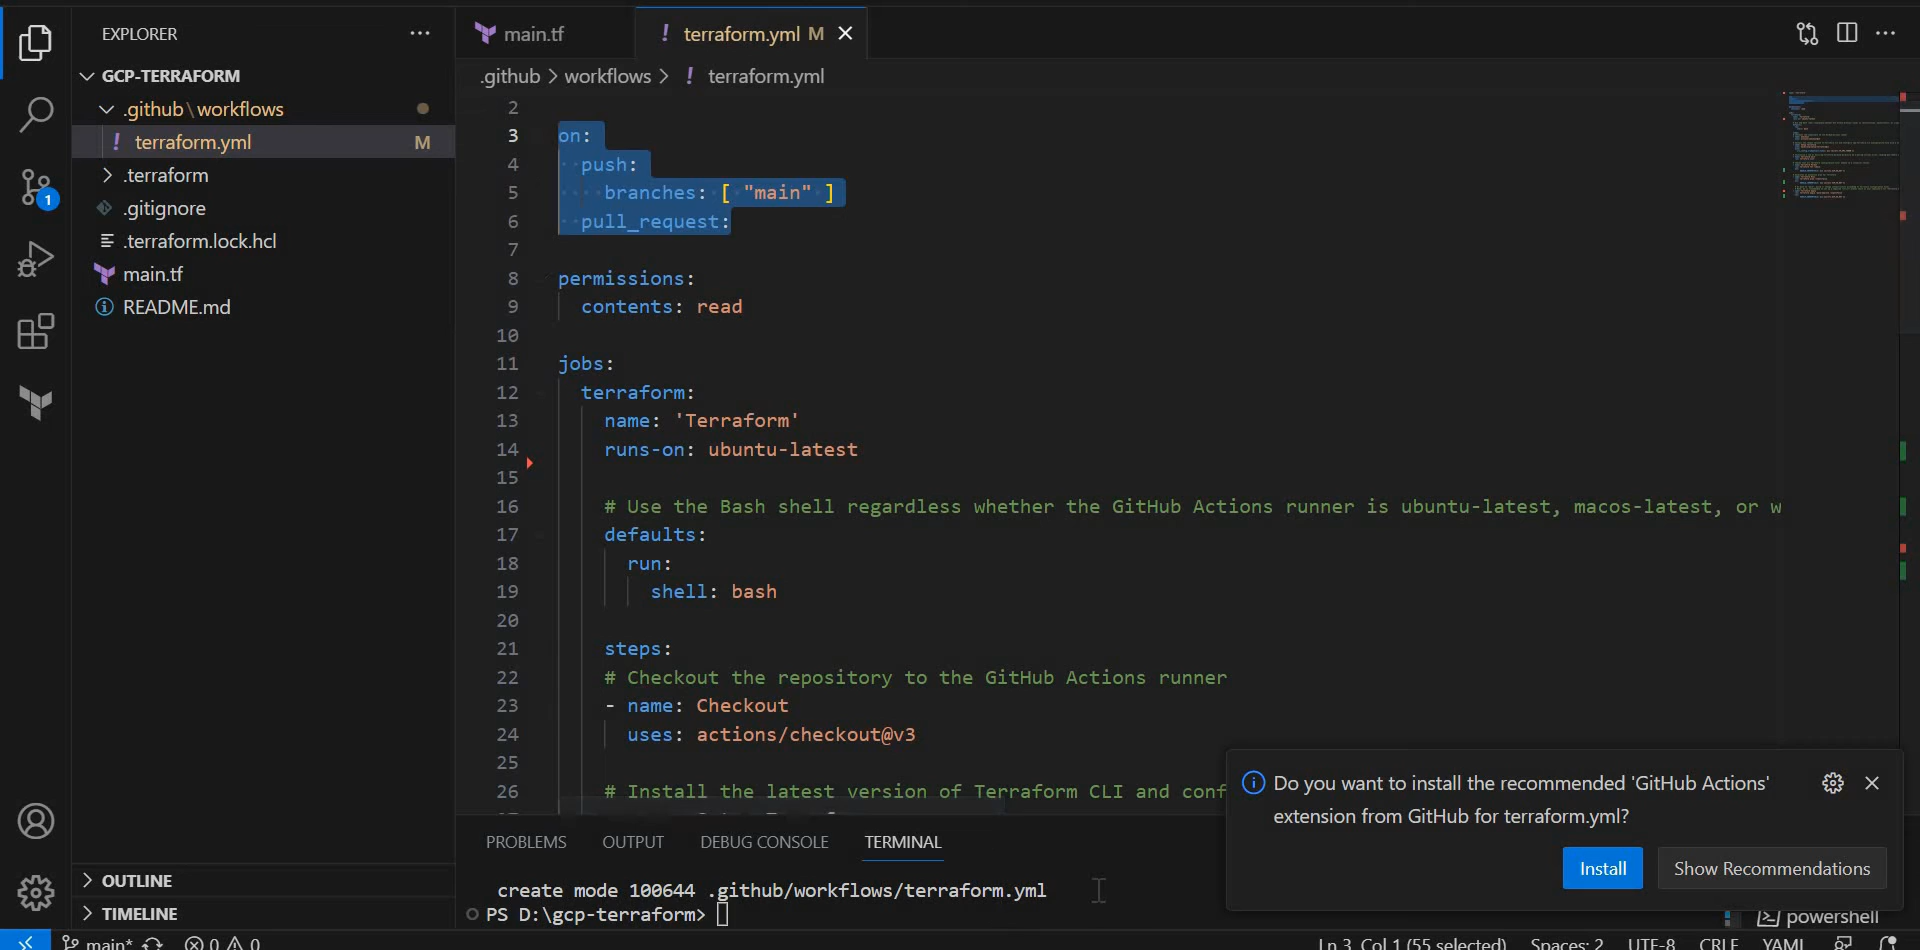 EXPLORER
GCP-TERRAFORM
.github\workflows
! terraform.yml M
.terraform
.gitignore
.terraform.lock.hcl
main.tf
README.md
OUTLINE
TIMELINE
1
main.tf
! terraform.yml M
.github > workflows > ! terraform.yml
2
3 on:
4 push:
5 branches: [ "main" ]
6 pull_request:
7
8 permissions:
9 contents: read
10
11 jobs:
12 terraform:
13 name: 'Terraform'
14 runs-on: ubuntu-latest
15
16 # Use the Bash shell regardless whether the GitHub Actions runner is ubuntu-latest, macos-latest, or w
17 defaults:
18 run:
19 shell: bash
20
21 steps:
22 # Checkout the repository to the GitHub Actions runner
23 - name: Checkout
24 uses: actions/checkout@v3
25
26 # Install the latest version of Terraform CLI and conf
PROBLEMS OUTPUT DEBUG CONSOLE TERMINAL
create mode 100644 .github/workflows/terraform.yml
PS D:\gcp-terraform>
Do you want to install the recommended 'GitHub Actions'
extension from GitHub for terraform.yml?
Install Show Recommendations
powershell
main* 0 0 Ln 3, Col 1 (55 selected) Spaces: 2 UTF-8 CRLF YAML